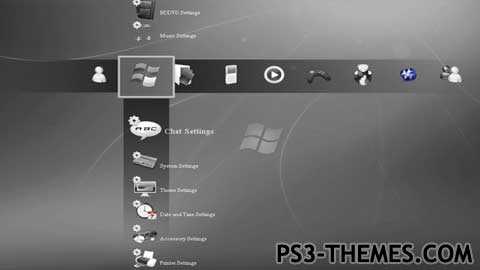 BD/DVD Settings
Music Settings
ABC
Chat Settings
System Settings
Theme Settings
Date and Time Settings
Accessory Settings
Printer Settings
PS3-THEMES.COM